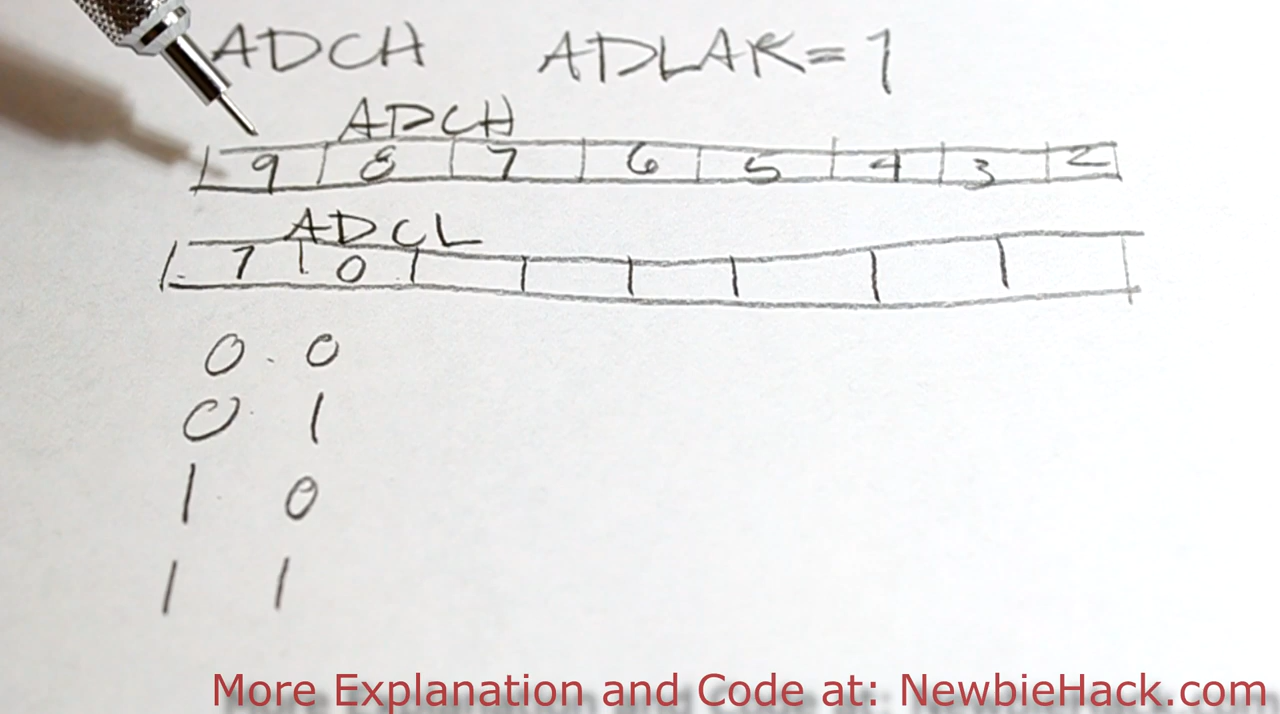 ADCH ADLAR=1
ADCH
9 8 7 6 5 4 3 2
ADCL
1 0
0 0
0 1
1 0
1 1
More Explanation and Code at: NewbieHack.com